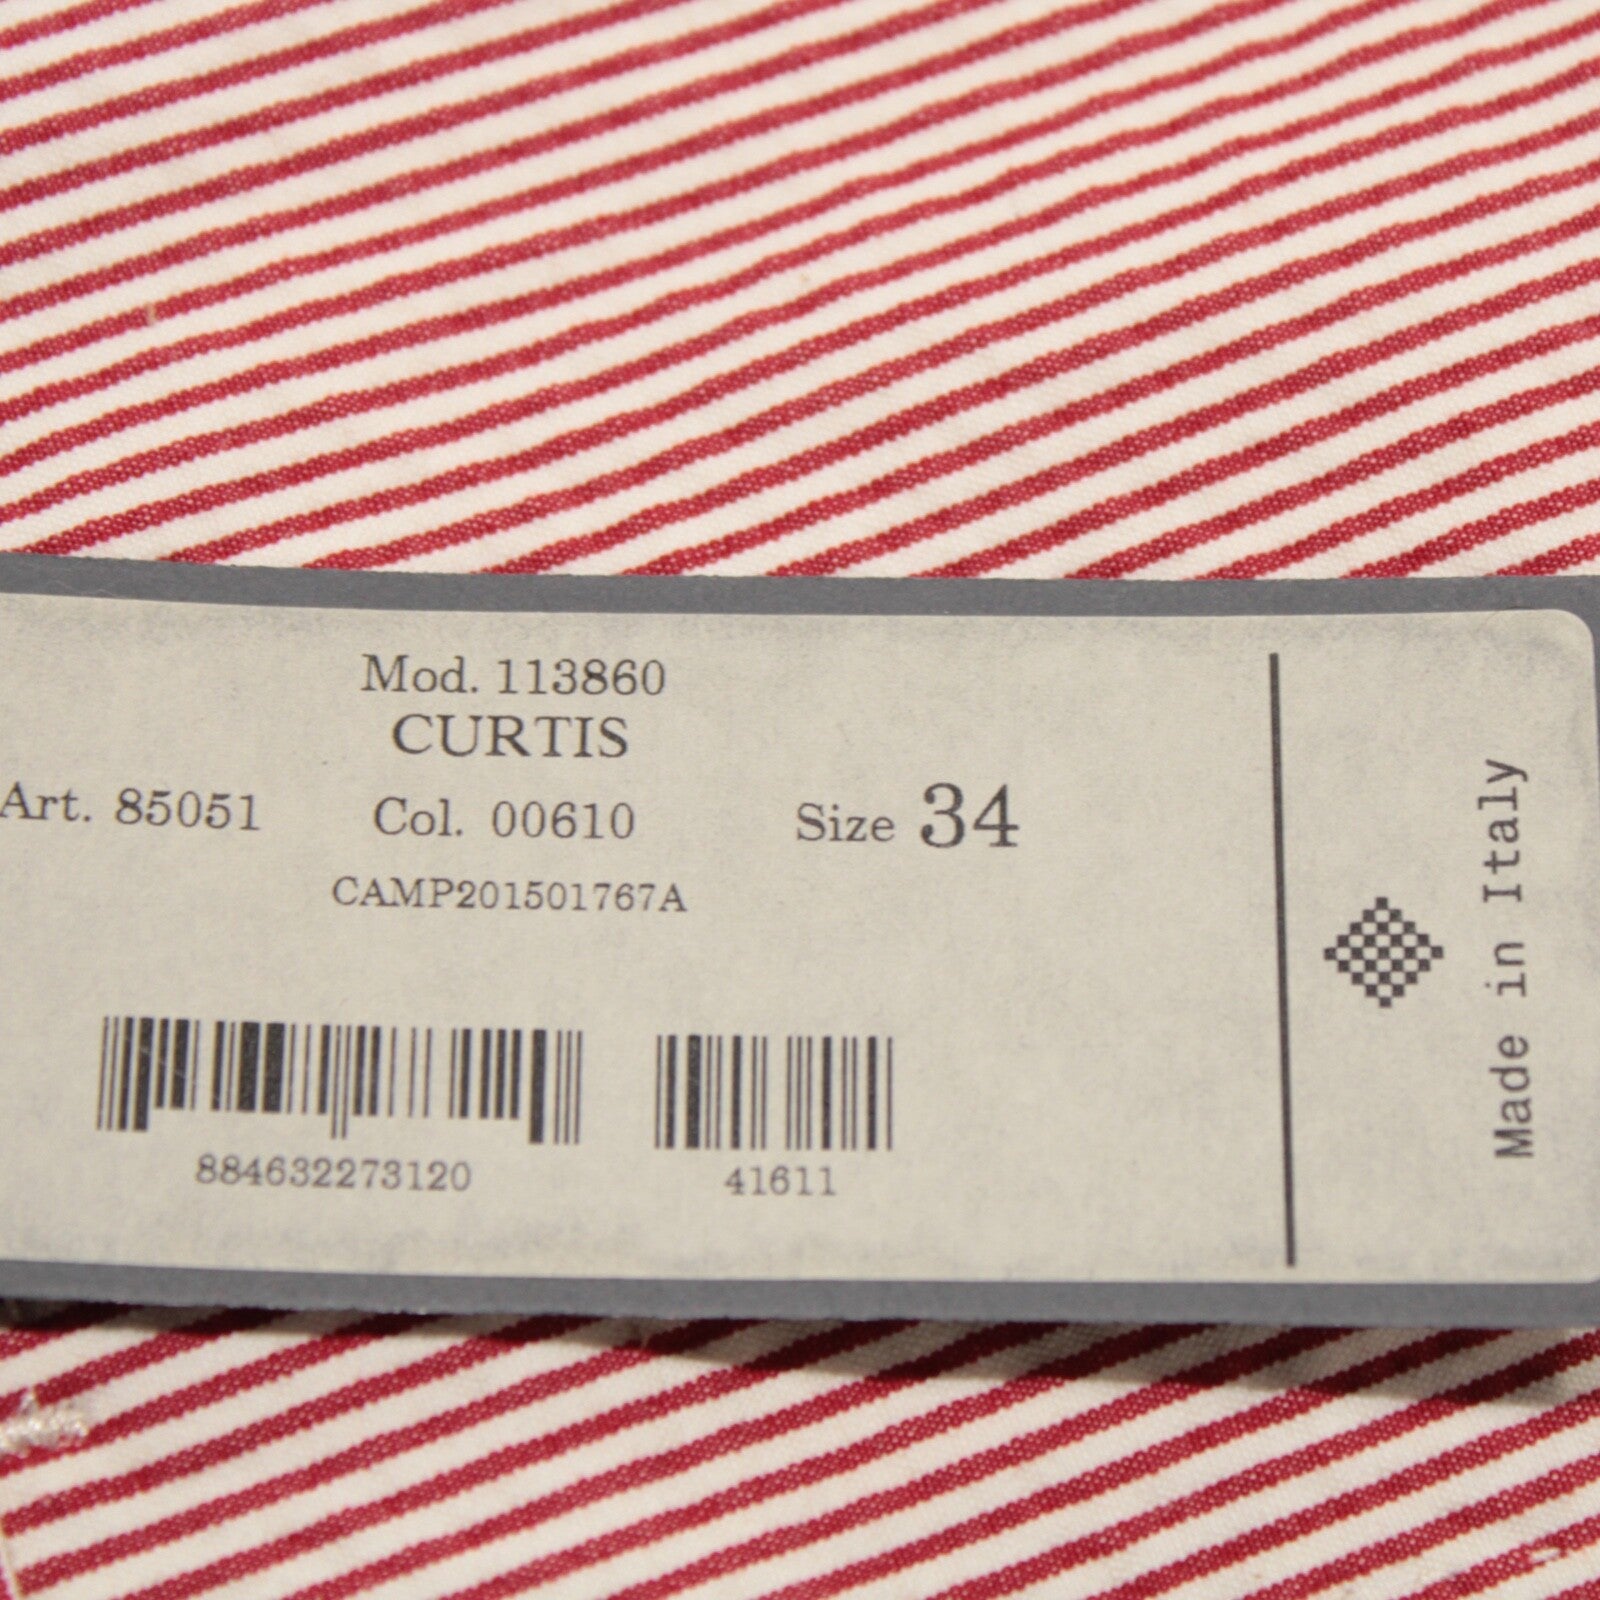 Mod. 113860
CURTIS
Art. 85051 Col. 00610 Size 34
CAMP201501767A
884632273120 41611
Made in Italy